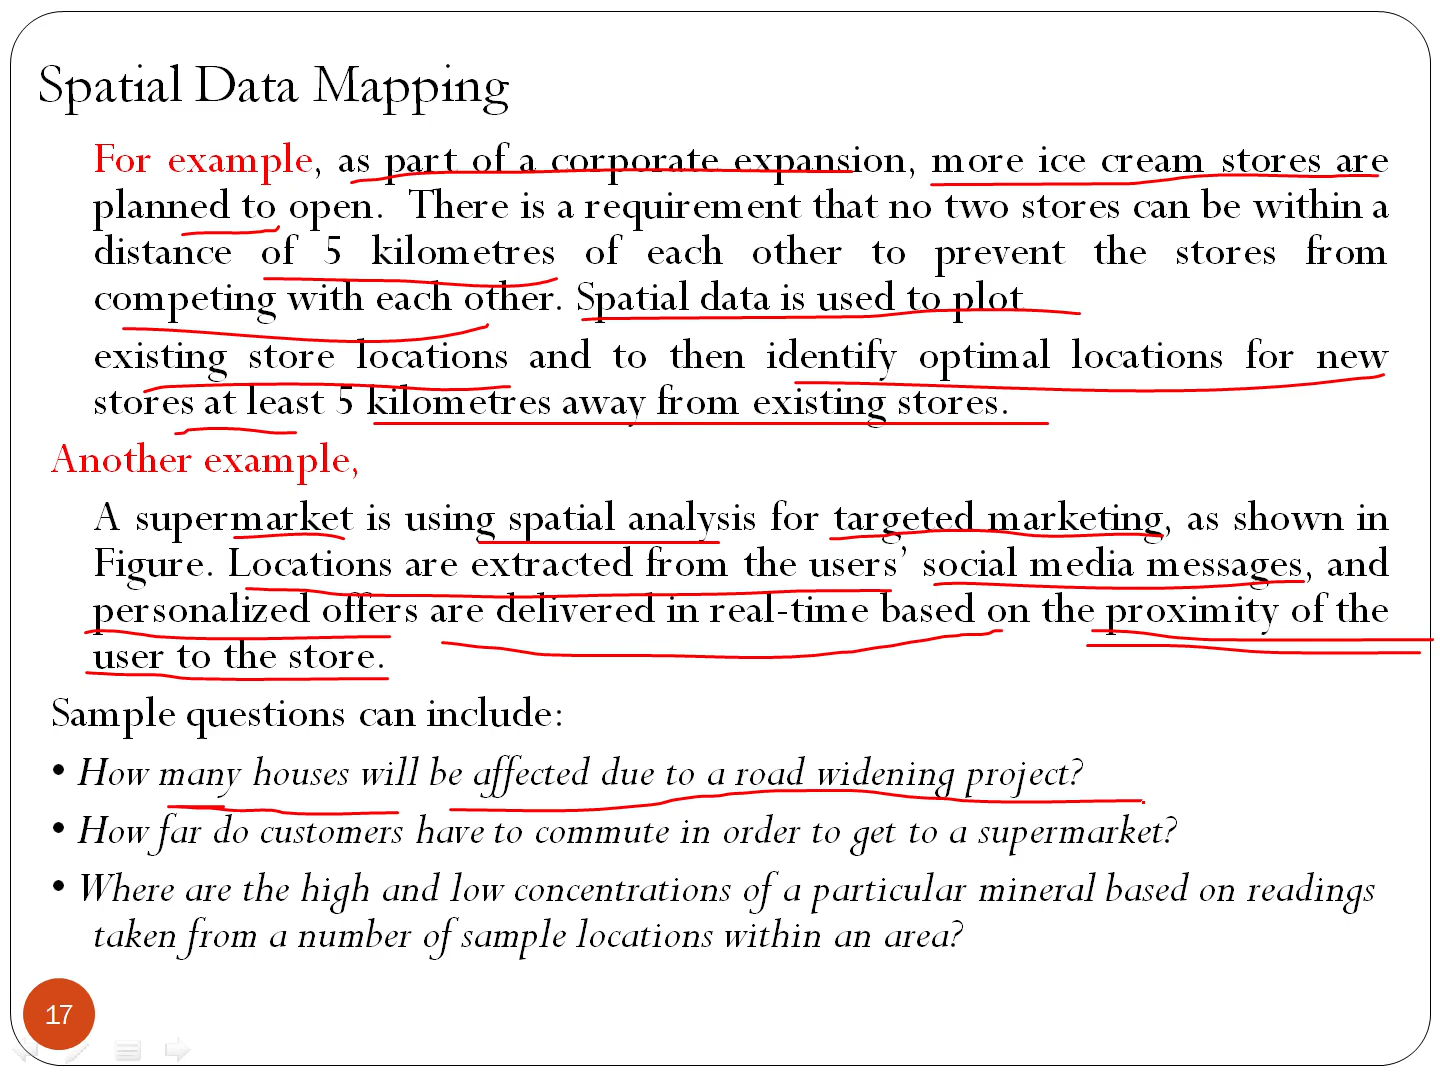 Spatial Data Mapping
For example, as part of a corporate expansion, more ice cream stores are
planned to open. There is a requirement that no two stores can be within a
distance of 5 kilometres of each other to prevent the stores from
competing with each other. Spatial data is used to plot
existing store locations and to then identify optimal locations for new
stores at least 5 kilometres away from existing stores.
Another example,
A supermarket is using spatial analysis for targeted marketing, as shown in
Figure. Locations are extracted from the users’ social media messages, and
personalized offers are delivered in real-time based on the proximity of the
user to the store.
Sample questions can include:
• How many houses will be affected due to a road widening project?
• How far do customers have to commute in order to get to a supermarket?
• Where are the high and low concentrations of a particular mineral based on readings
taken from a number of sample locations within an area?
17